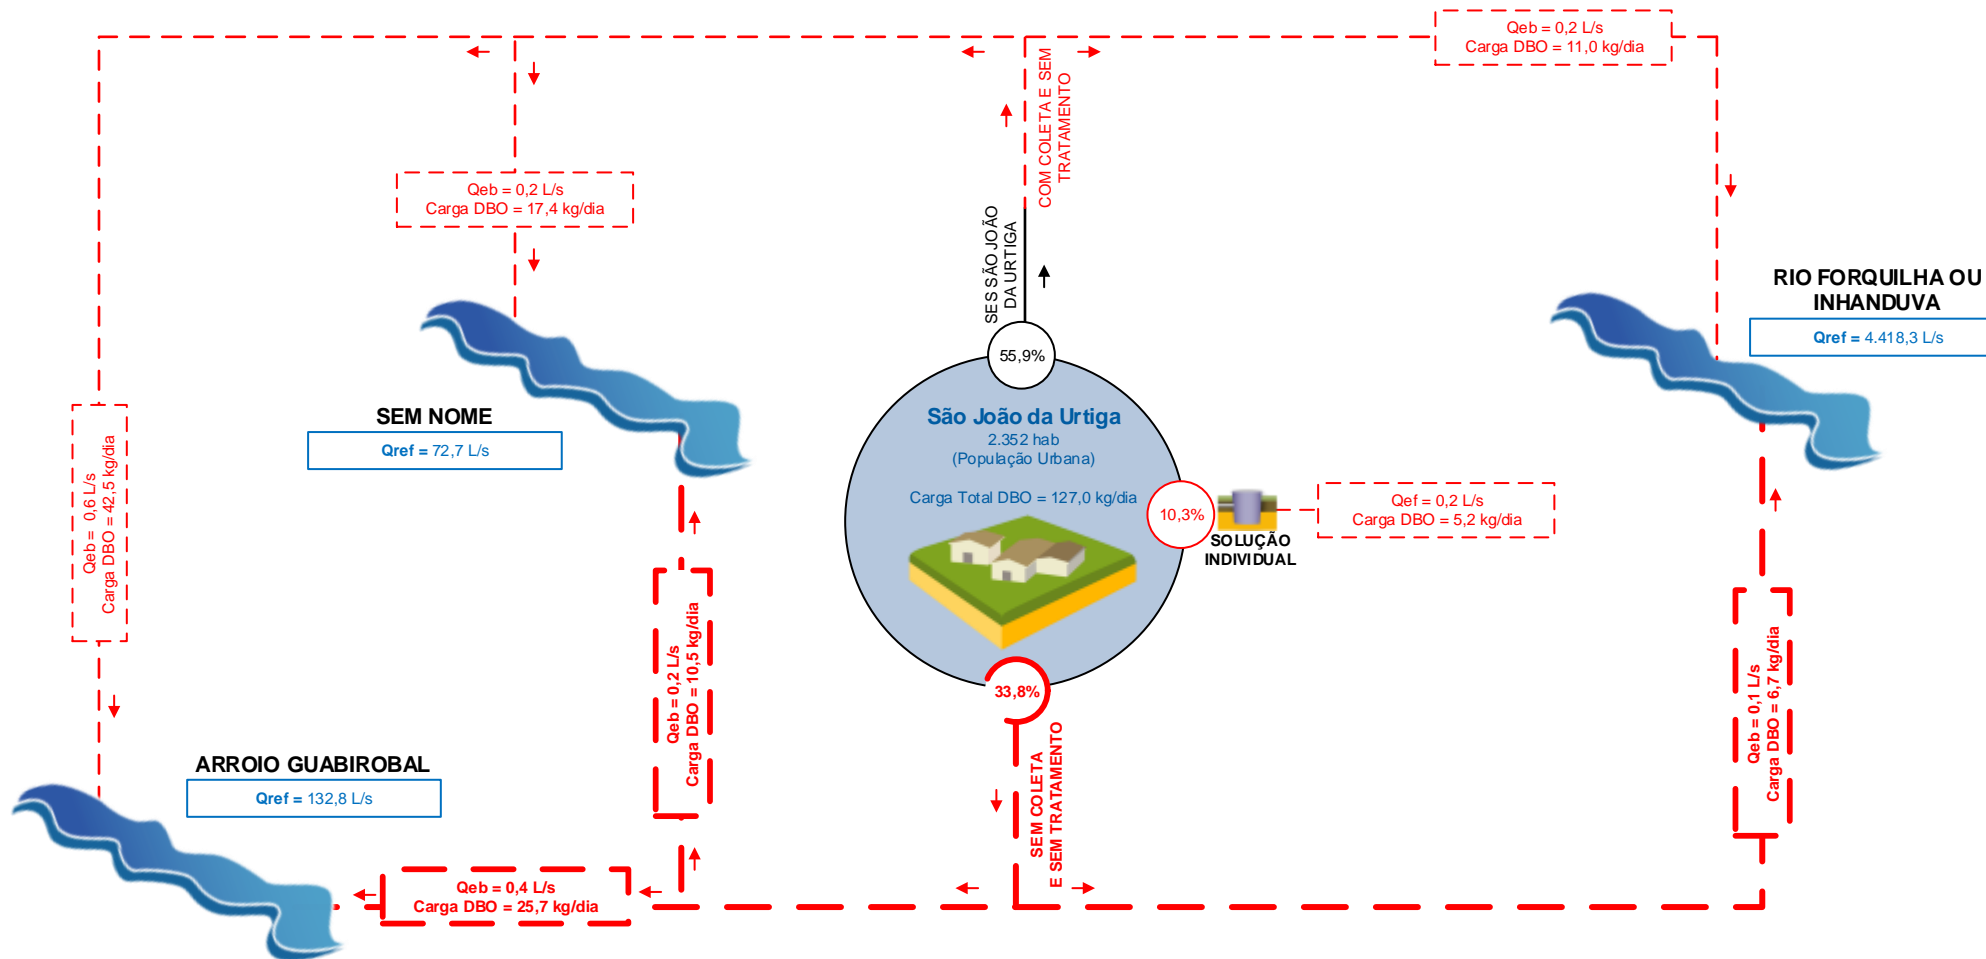 Qeb = 0,2 L/s
Carga DBO = 11,0 kg/dia
COM COLETA E SEM
TRATAMENTO
Qeb = 0,2 L/s
Carga DBO = 17,4 kg/dia
SES SÃO JOÃO
DA URTIGA
RIO FORQUILHA OU
INHANDUVA
Qref = 4.418,3 L/s
55,9%
São João da Urtiga
2.352 hab
(População Urbana)
Carga Total DBO = 127,0 kg/dia
SEM NOME
Qref = 72,7 L/s
Qeb = 0,6 L/s
Carga DBO = 42,5 kg/dia
10,3%
SOLUÇÃO
INDIVIDUAL
Qef = 0,2 L/s
Carga DBO = 5,2 kg/dia
Qeb = 0,2 L/s
Carga DBO = 10,5 kg/dia
33,8%
Qeb = 0,1 L/s
Carga DBO = 6,7 kg/dia
SEM COLETA
E SEM TRATAMENTO
ARROIO GUABIROBAL
Qref = 132,8 L/s
Qeb = 0,4 L/s
Carga DBO = 25,7 kg/dia